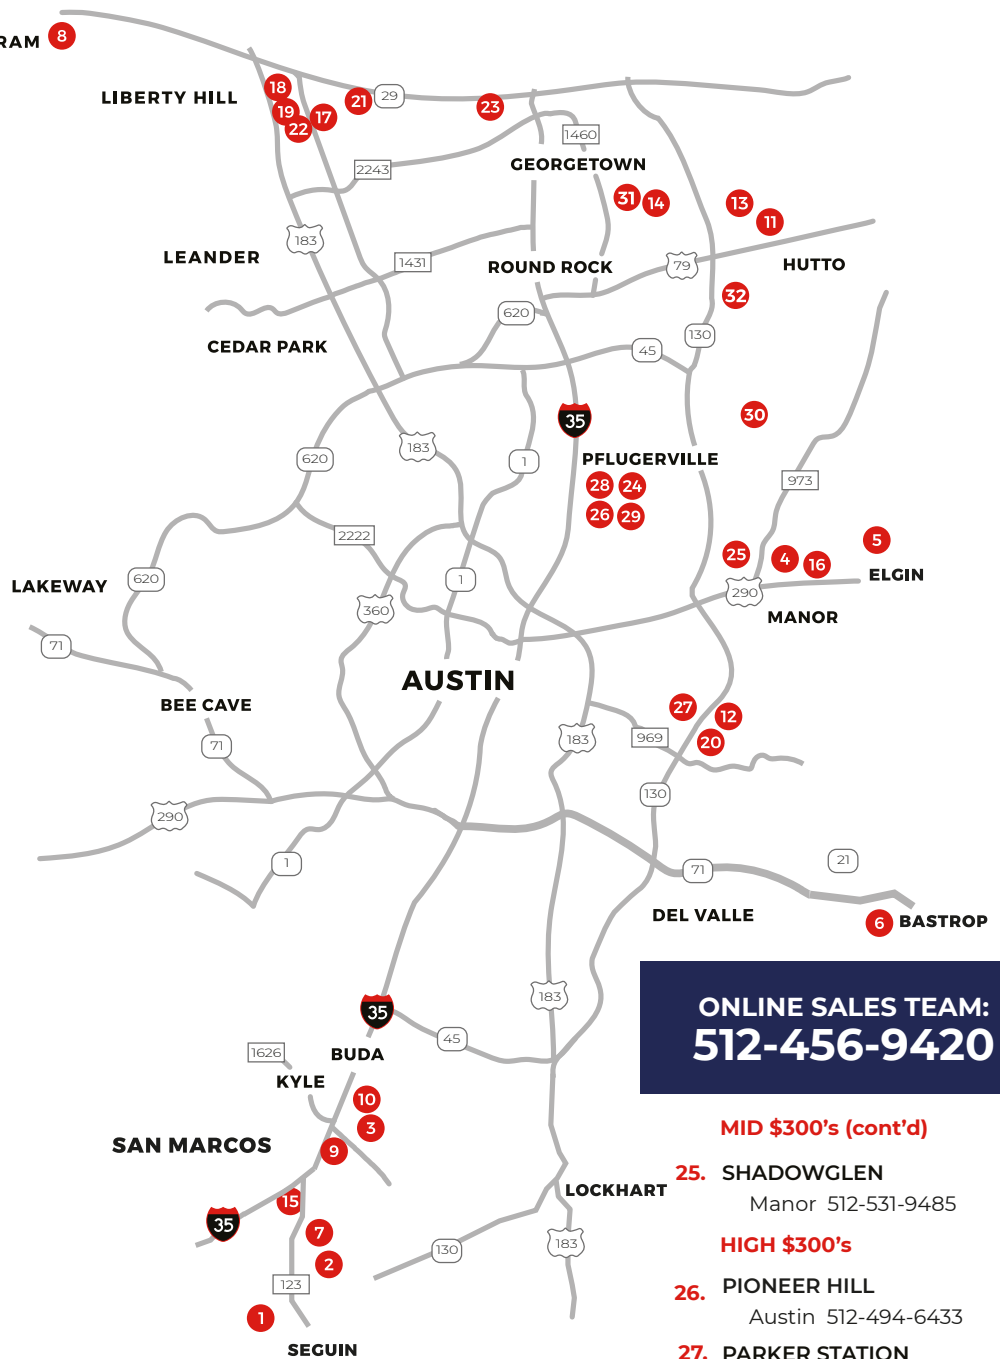 RAM 8
LIBERTY HILL
18
19
22
17
21
29
23
1460
GEORGETOWN
2243
31
14
13
11
183
LEANDER
1431
ROUND ROCK
79
HUTTO
32
620
130
CEDAR PARK
45
30
35
183
620
1
PFLUGERVILLE
28
24
26
29
973
2222
25
4
16
5
ELGIN
LAKEWAY
620
1
360
290
MANOR
71
AUSTIN
BEE CAVE
27
12
20
71
183
969
130
290
1
21
71
DEL VALLE
6
BASTROP
183
35
45
1626
BUDA
KYLE
10
3
SAN MARCOS
9
15
35
7
2
LOCKHART
130
183
123
1
SEGUIN
ONLINE SALES TEAM:
512-456-9420
MID $300's (cont'd)
25. SHADOWGLEN
Manor 512-531-9485
HIGH $300's
26. PIONEER HILL
Austin 512-494-6433
27. PARKER STATION